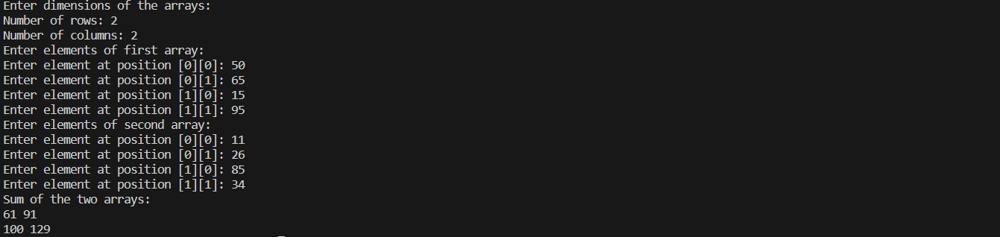 Enter dimensions of the arrays:
Number of rows: 2
Number of columns: 2
Enter elements of first array:
Enter element at position [0][0]: 50
Enter element at position [0][1]: 65
Enter element at position [1][0]: 15
Enter element at position [1][1]: 95
Enter elements of second array:
Enter element at position [0][0]: 11
Enter element at position [0][1]: 26
Enter element at position [1][0]: 85
Enter element at position [1][1]: 34
Sum of the two arrays:
61 91
100 129